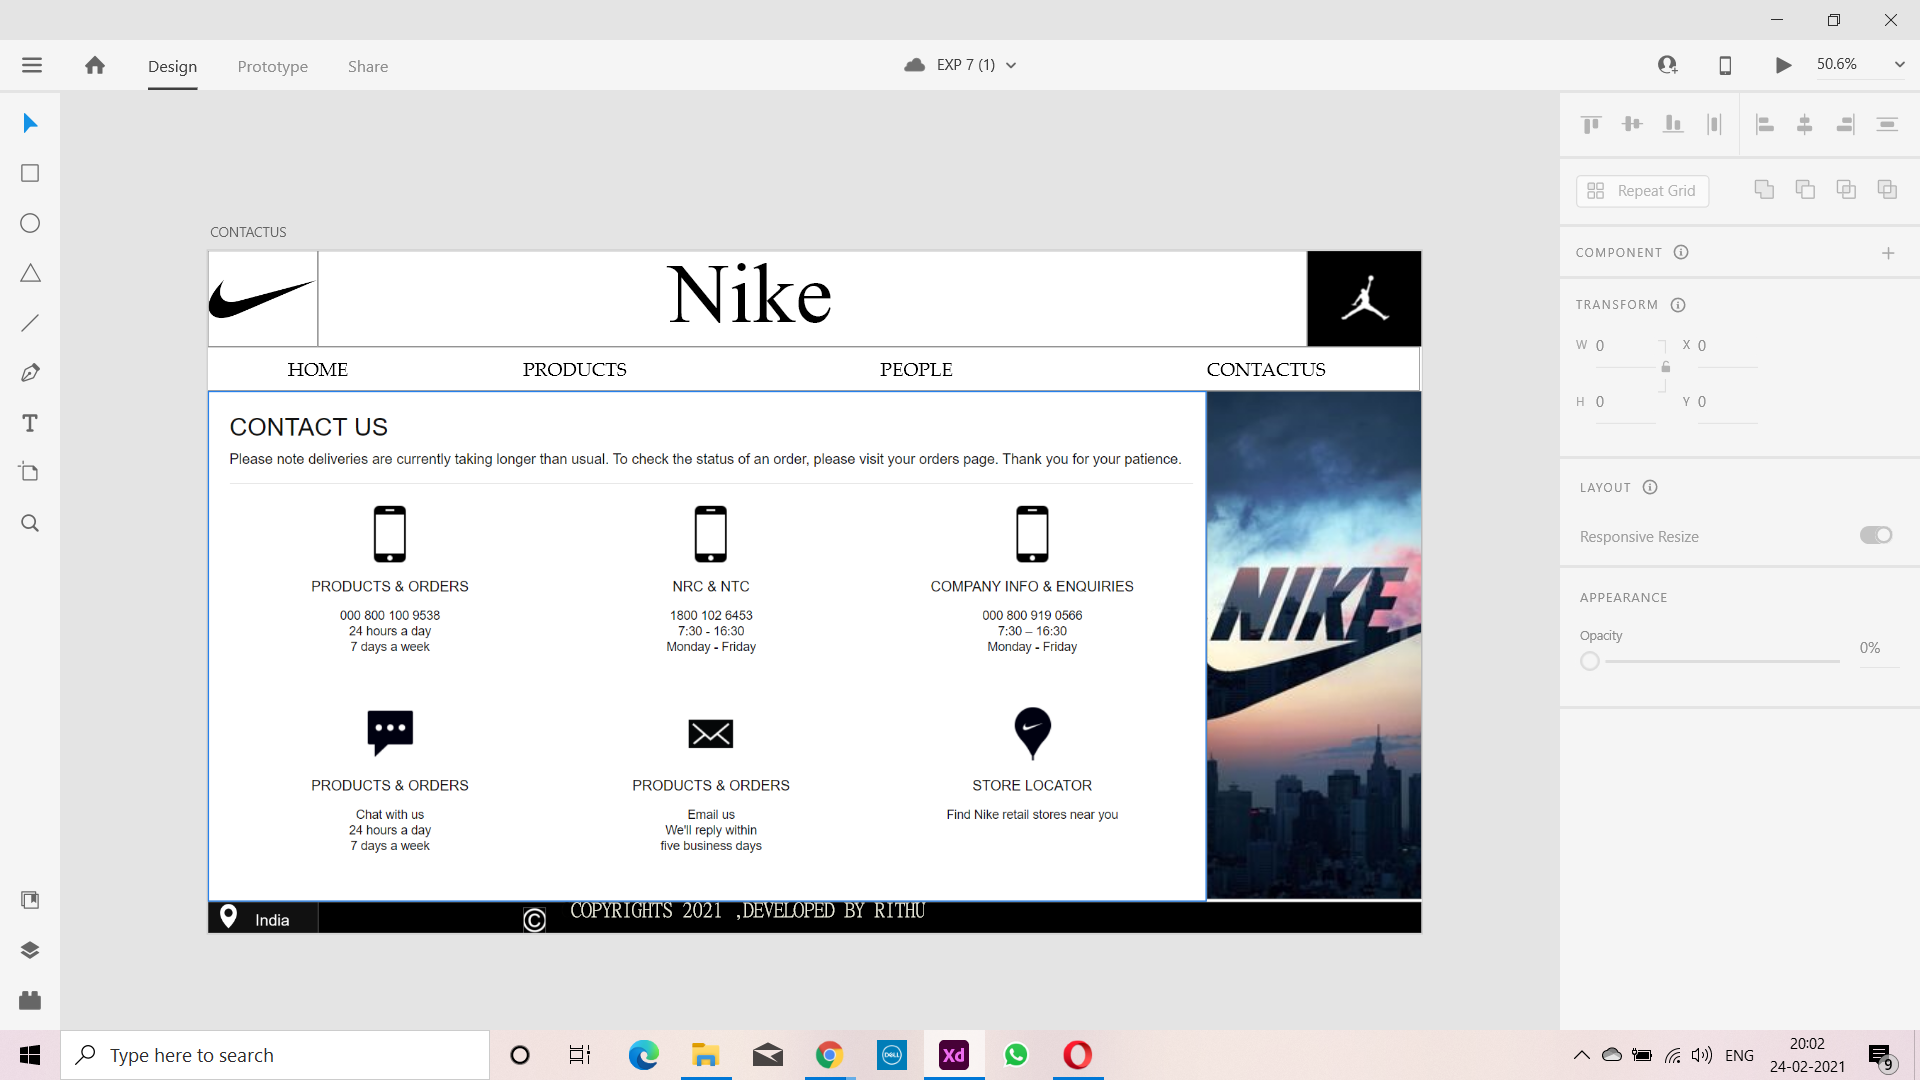 Design Prototype Share
EXP 7 (1)
50.6%
Repeat Grid
COMPONENT
TRANSFORM
W 0 X 0
H 0 Y 0
LAYOUT
Responsive Resize
APPEARANCE
Opacity
0%
CONTACTUS
Nike
HOME PRODUCTS PEOPLE CONTACTUS
CONTACT US
Please note deliveries are currently taking longer than usual. To check the status of an order, please visit your orders page. Thank you for your patience.
PRODUCTS & ORDERS
000 800 100 9538
24 hours a day
7 days a week
NRC & NTC
1800 102 6453
7:30 - 16:30
Monday - Friday
COMPANY INFO & ENQUIRIES
000 800 919 0566
7:30 – 16:30
Monday - Friday
PRODUCTS & ORDERS
Chat with us
24 hours a day
7 days a week
PRODUCTS & ORDERS
Email us
We'll reply within
five business days
STORE LOCATOR
Find Nike retail stores near you
NIKE
India
© COPYRIGHTS 2021 ,DEVELOPED BY RITHU
Type here to search
DELL
Xd
ENG
20:02
24-02-2021
9